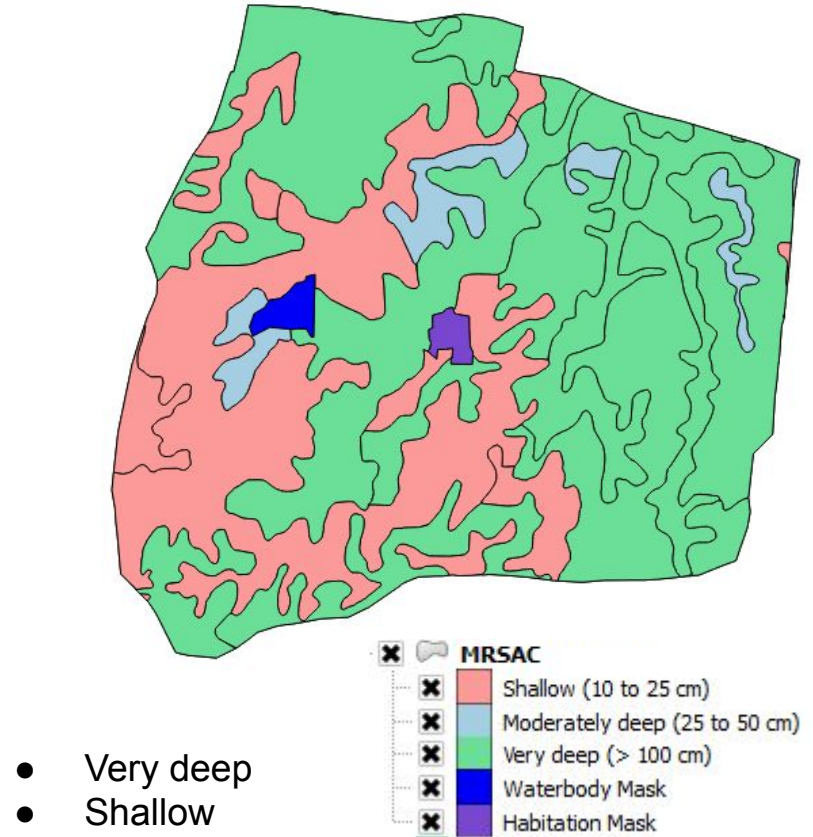 MRSAC
Shallow (10 to 25 cm)
Moderately deep (25 to 50 cm)
Very deep (> 100 cm)
Waterbody Mask
Habitation Mask
● Very deep
● Shallow